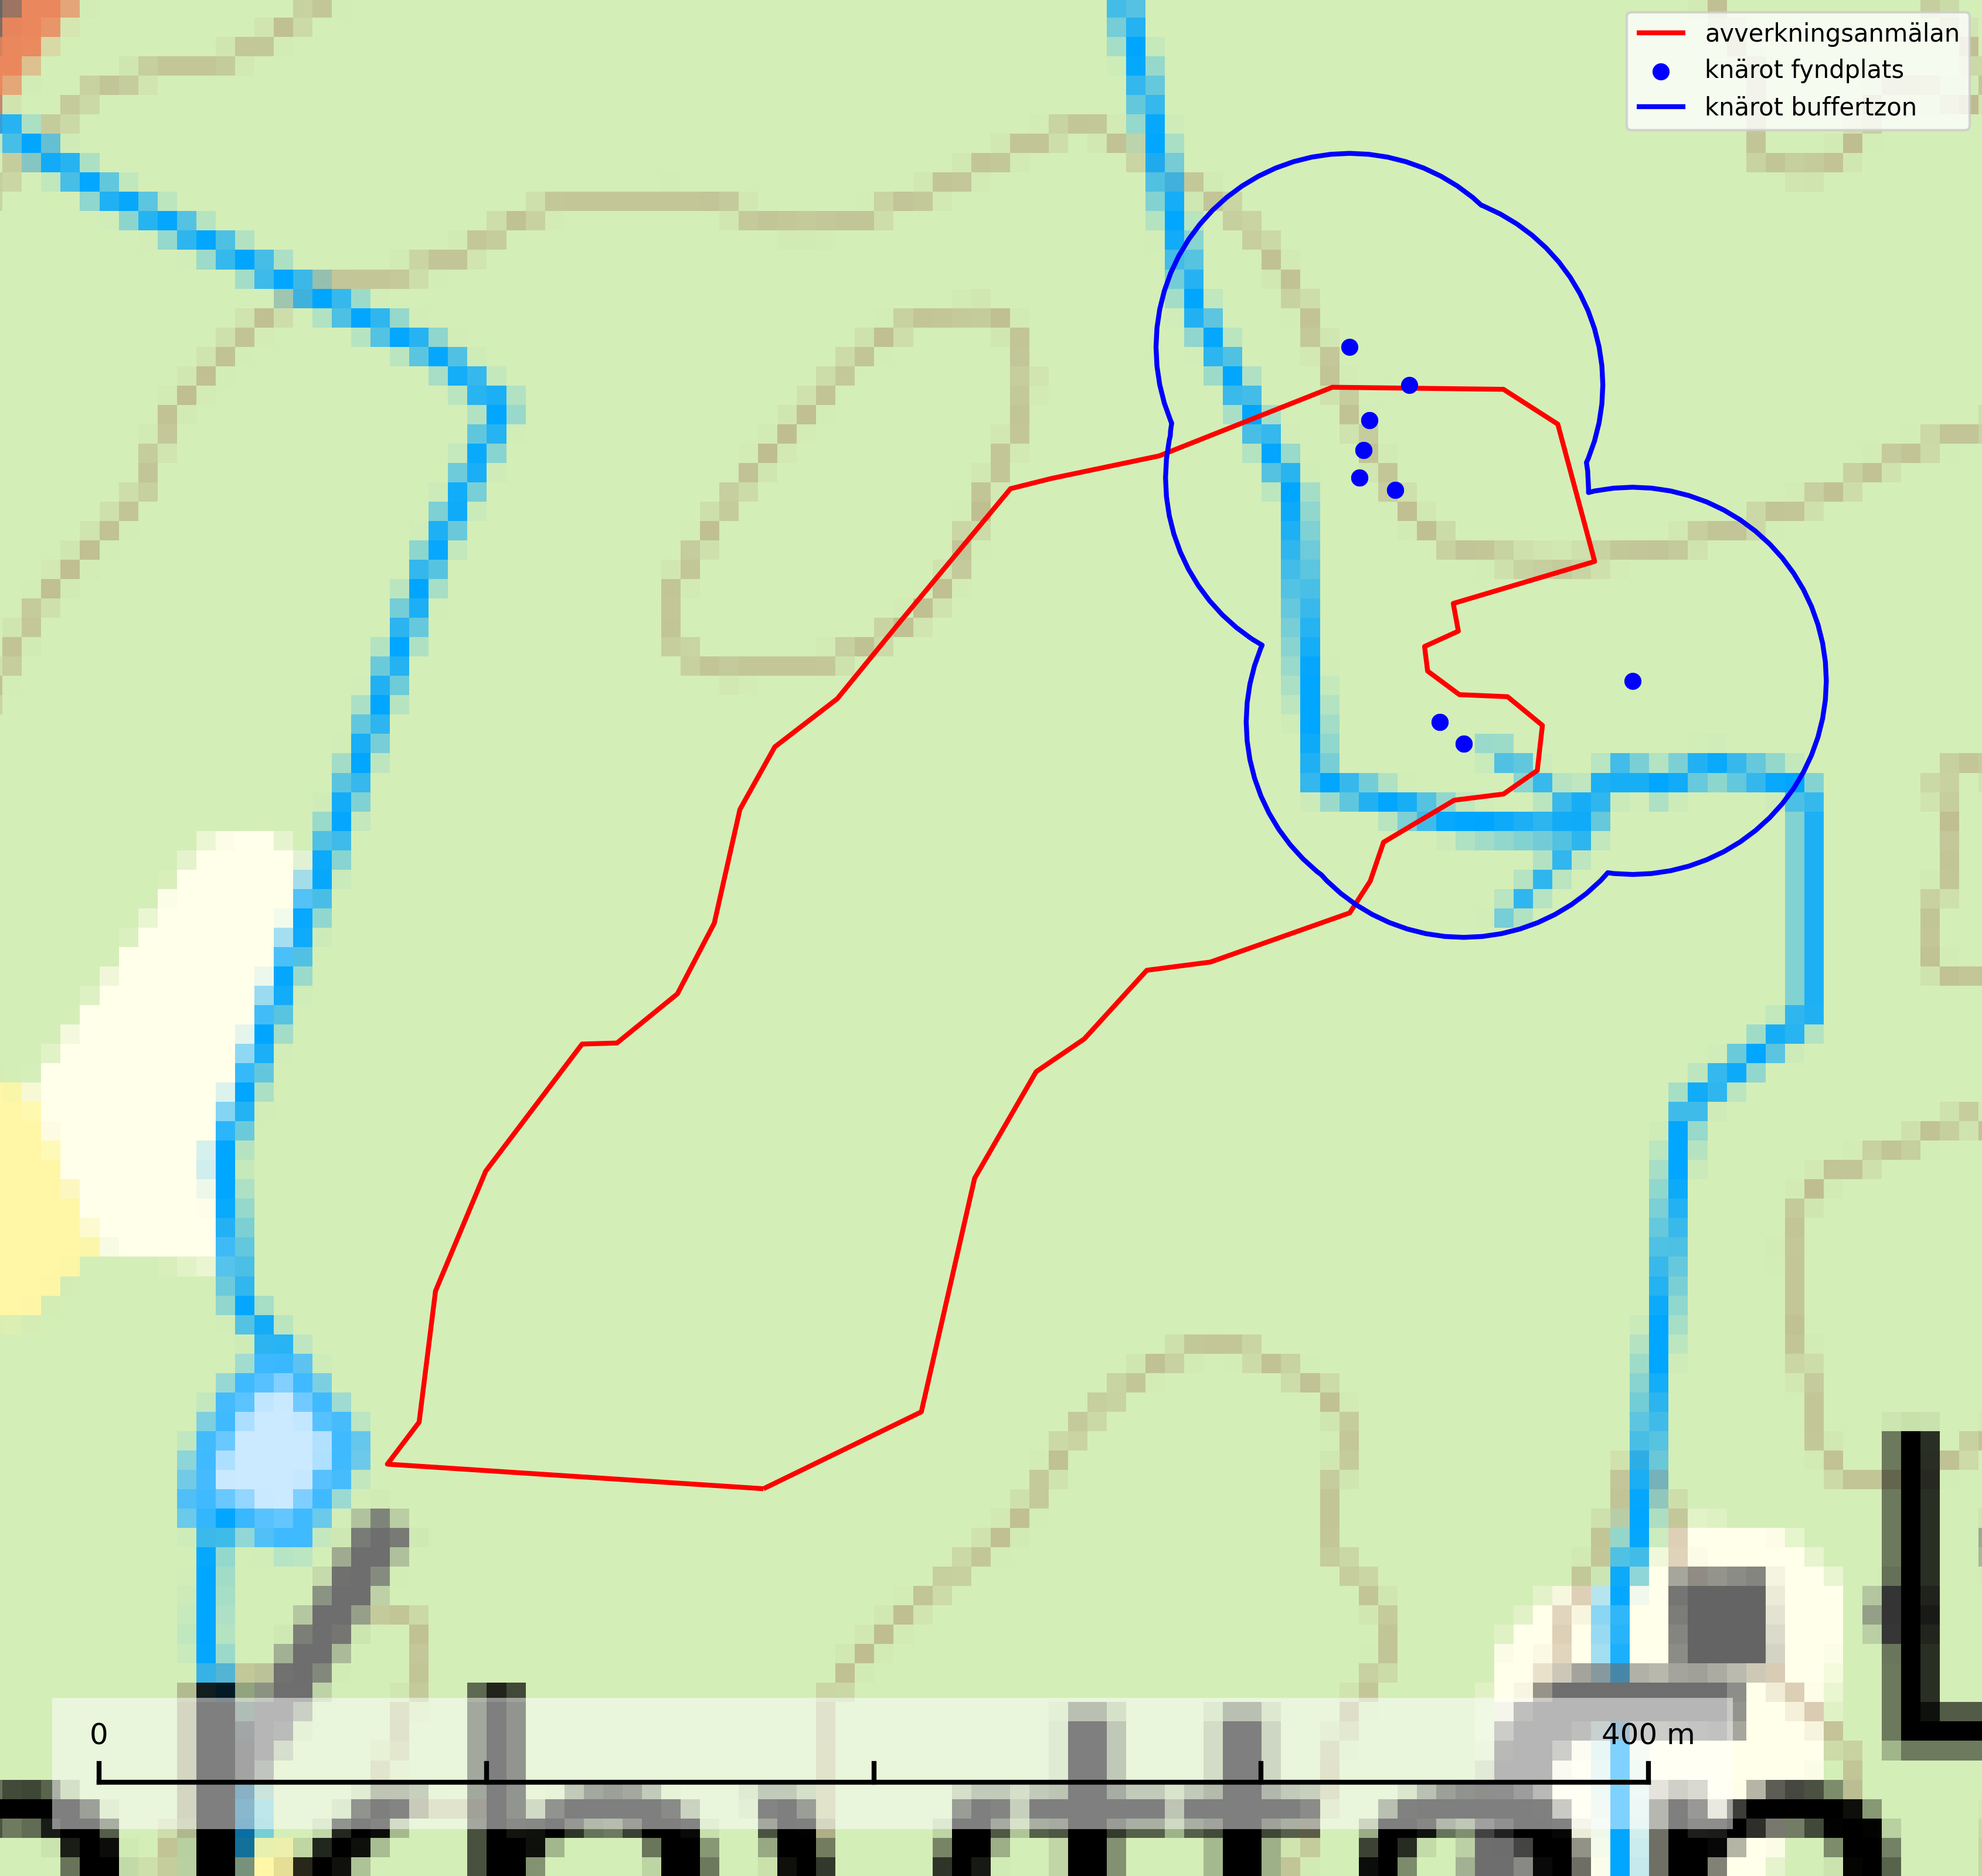 avverkningsanmälan
knärot fyndplats
knärot buffertzon
0
400 m